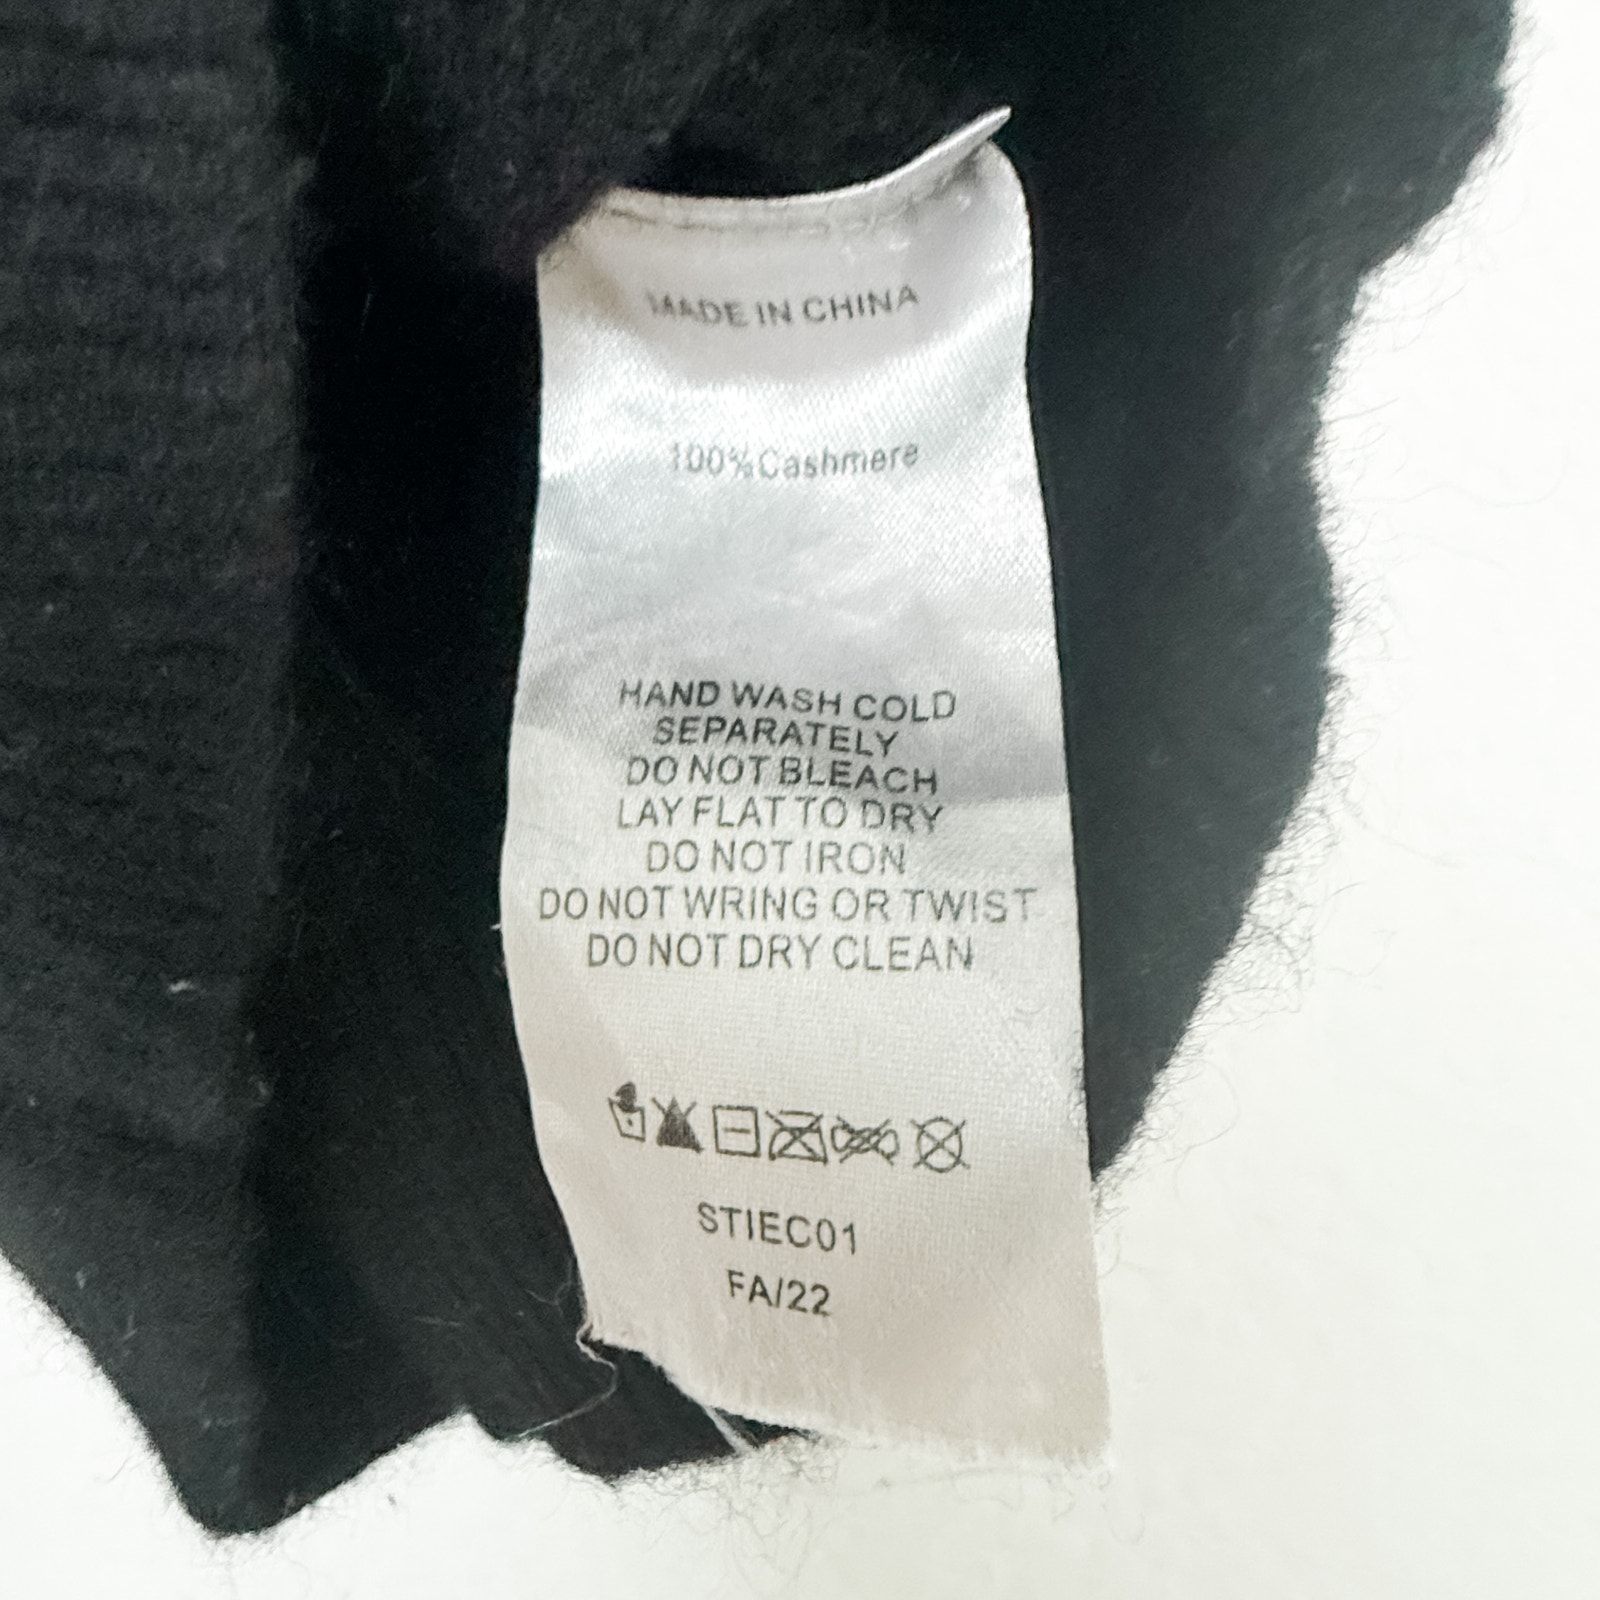 MADE IN CHINA
100%Cashmere
HAND WASH COLD
SEPARATELY
DO NOT BLEACH
LAY FLAT TO DRY
DO NOT IRON
DO NOT WRING OR TWIST
DO NOT DRY CLEAN
STIEC01
FA/22